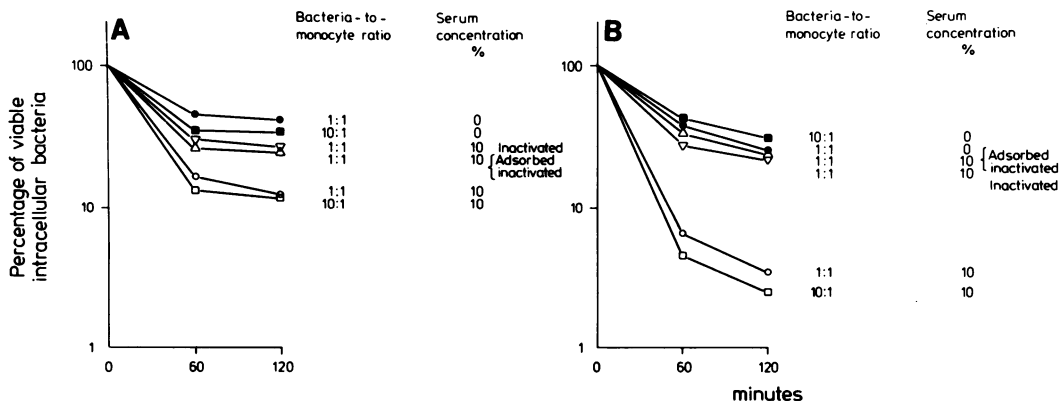 A
Bacteria-to-
monocyte ratio
Serum
concentration
%
Percentage of viable
intracellular bacteria
100
10
1
0
60
120
1:1 0
10:1 0
1:1 10 Inactivated
1:1 10 { Adsorbed
inactivated
1:1 10
10:1 10
B
Bacteria-to-
monocyte ratio
Serum
concentration
%
100
10
1
0
60
120
minutes
10:1 0
1:1 0
1:1 10 { Adsorbed
inactivated
1:1 10
Inactivated
1:1 10
10:1 10